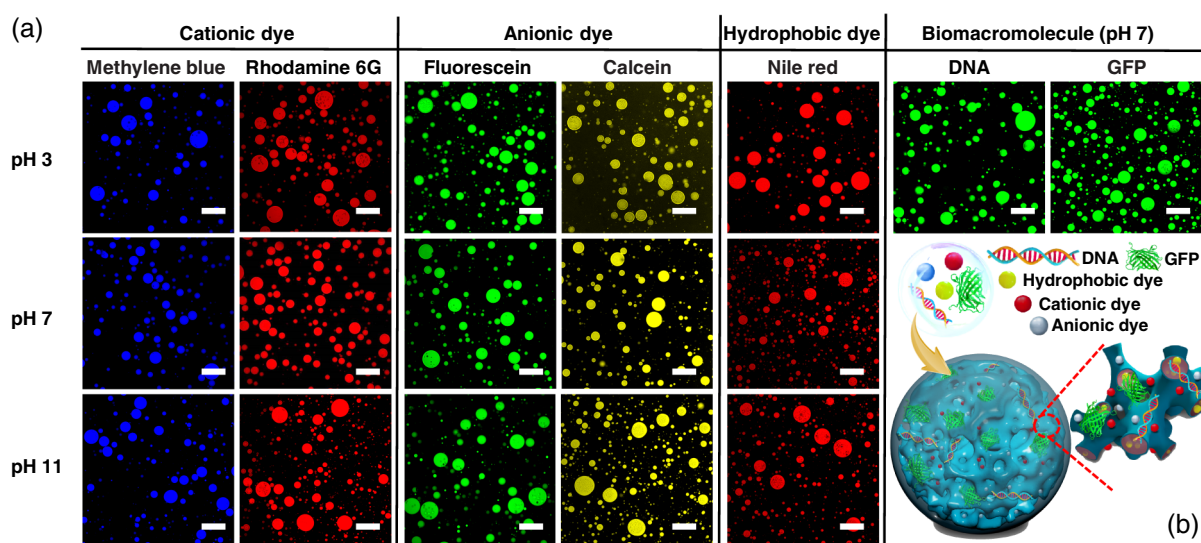 (a)
Cationic dye Anionic dye Hydrophobic dye Biomacromolecule (pH 7)
Methylene blue Rhodamine 6G Fluorescein Calcein Nile red DNA GFP
pH 3
pH 7
DNA GFP
Hydrophobic dye
Cationic dye
Anionic dye
pH 11
(b)